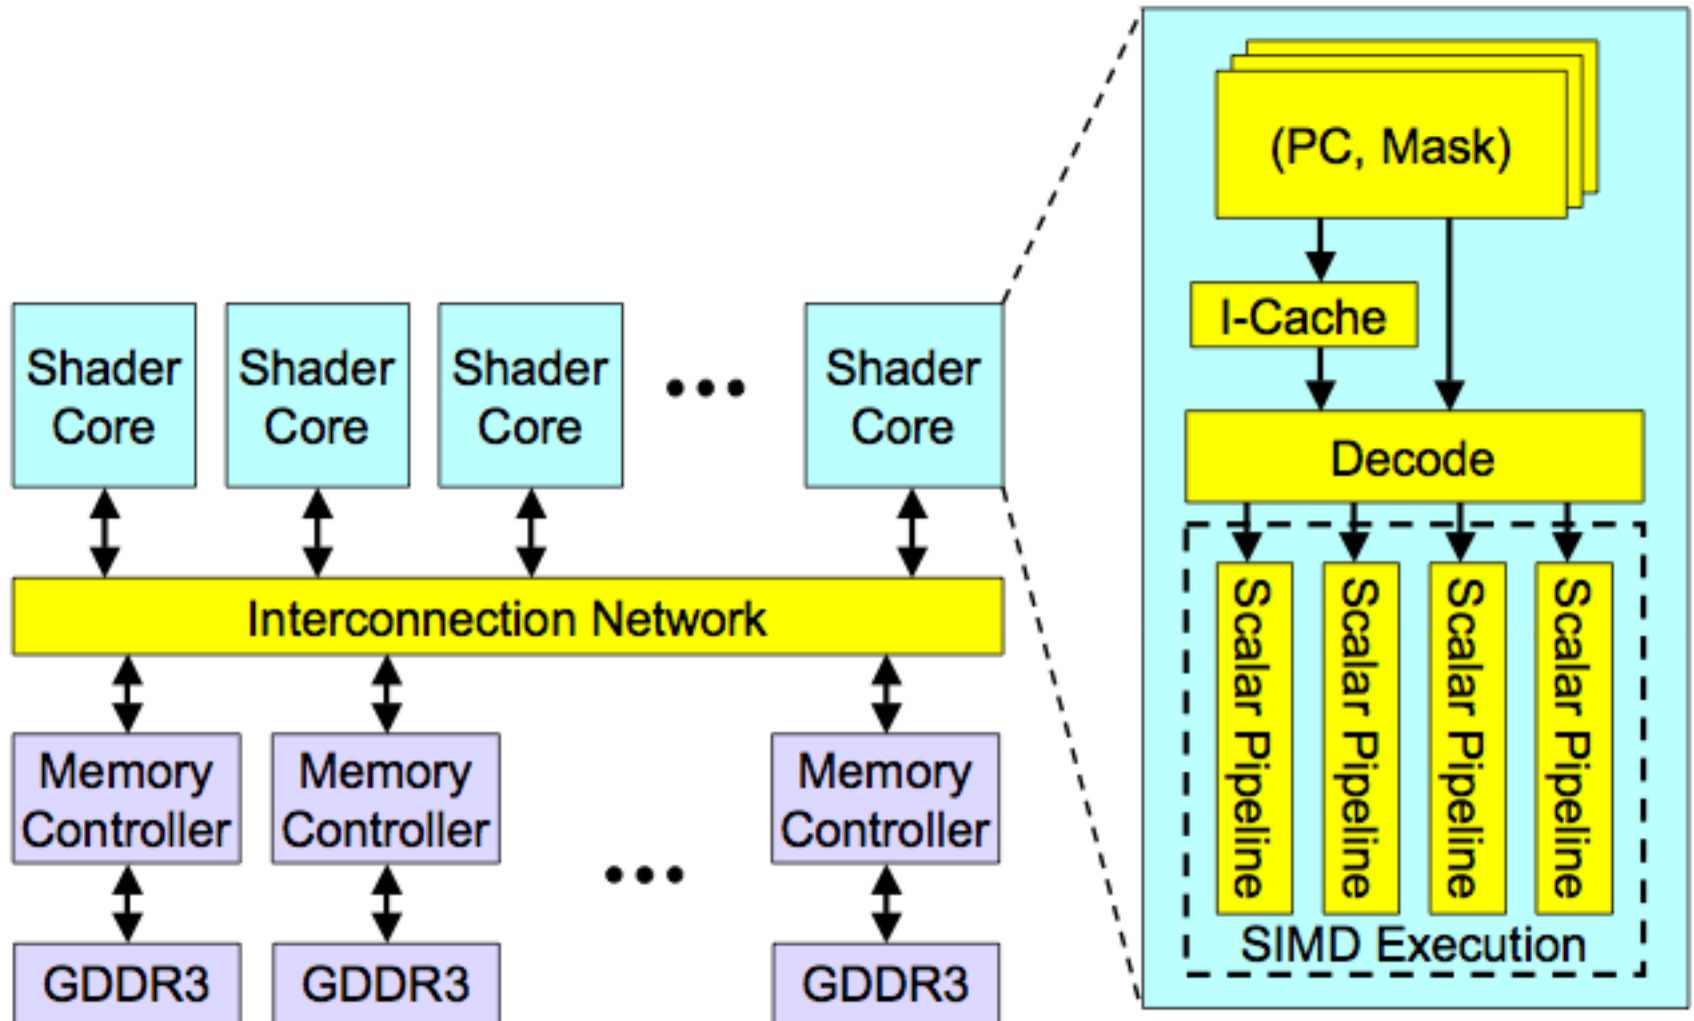 (PC, Mask)
I-Cache
Decode
Scalar Pipeline
Scalar Pipeline
Scalar Pipeline
Scalar Pipeline
SIMD Execution
Shader
Core
Shader
Core
Shader
Core
Shader
Core
Interconnection Network
Memory
Controller
Memory
Controller
Memory
Controller
GDDR3
GDDR3
GDDR3